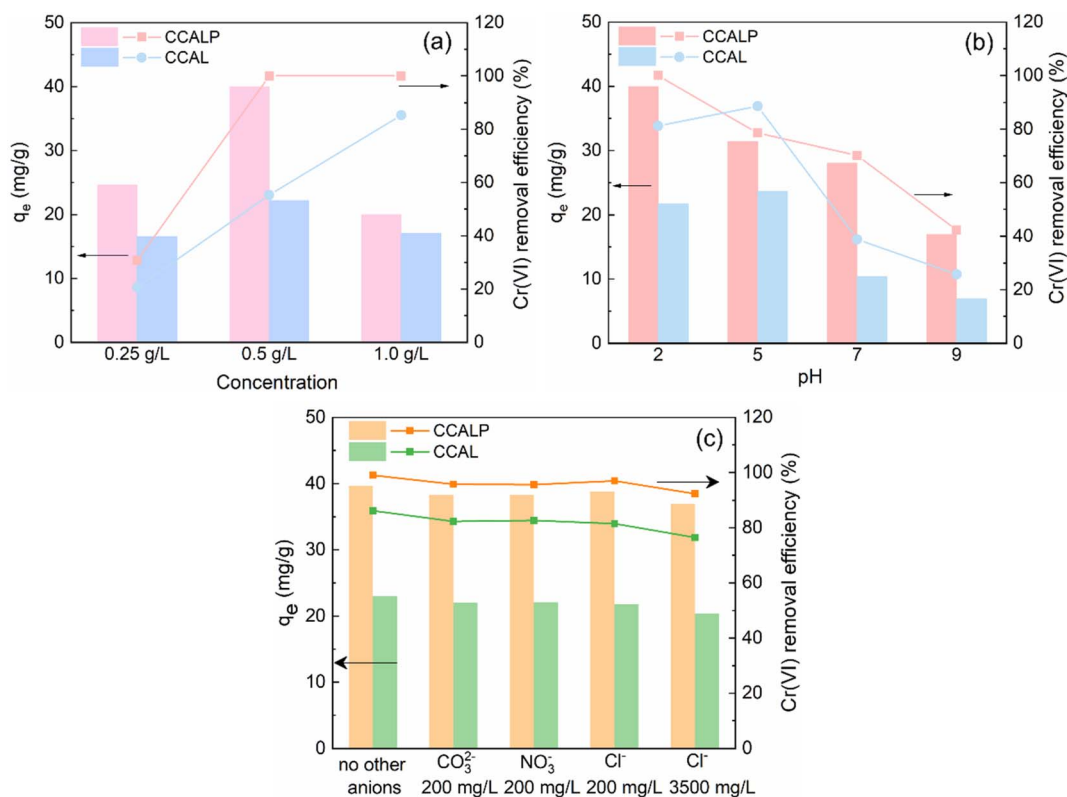 (a)
CCALP
CCAL
qe (mg/g)
50
40
30
20
10
0
120
100
80
60
40
20
0
Cr(VI) removal efficiency (%)
0.25 g/L 0.5 g/L 1.0 g/L
Concentration
(b)
CCALP
CCAL
qe (mg/g)
50
40
30
20
10
0
120
100
80
60
40
20
0
Cr(VI) removal efficiency (%)
2 5 7 9
pH
(c)
CCALP
CCAL
qe (mg/g)
50
40
30
20
10
0
120
100
80
60
40
20
0
Cr(VI) removal efficiency (%)
no other CO₃²⁻ NO₃⁻ Cl⁻ Cl⁻
anions 200 mg/L 200 mg/L 200 mg/L 3500 mg/L